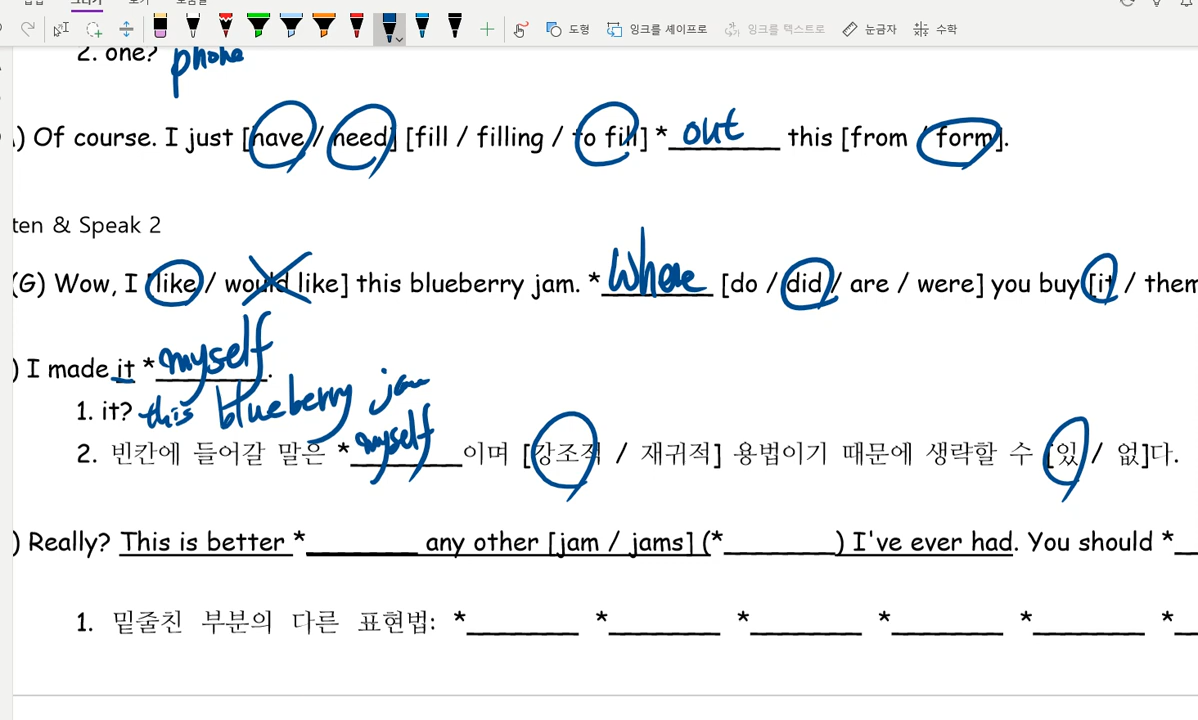 도형 잉크를 셰이프로 잉크를 텍스트로 눈금자 수학
2. one? phone
) Of course. I just [have / need] [fill / filling / to fill] * out this [from / form].
ten & Speak 2
(G) Wow, I [like / would like] this blueberry jam. * Where [do / did / are / were] you buy [it / them
) I made it * myself.
1. it? this blueberry jam
2. 빈칸에 들어갈 말은 * myself 이며 [강조적 / 재귀적] 용법이기 때문에 생략할 수 [있 / 없]다.
) Really? This is better *________ any other [jam / jams] (*________) I've ever had. You should *__
1. 밑줄친 부분의 다른 표현법: *________ *________ *________ *________ *________ *__